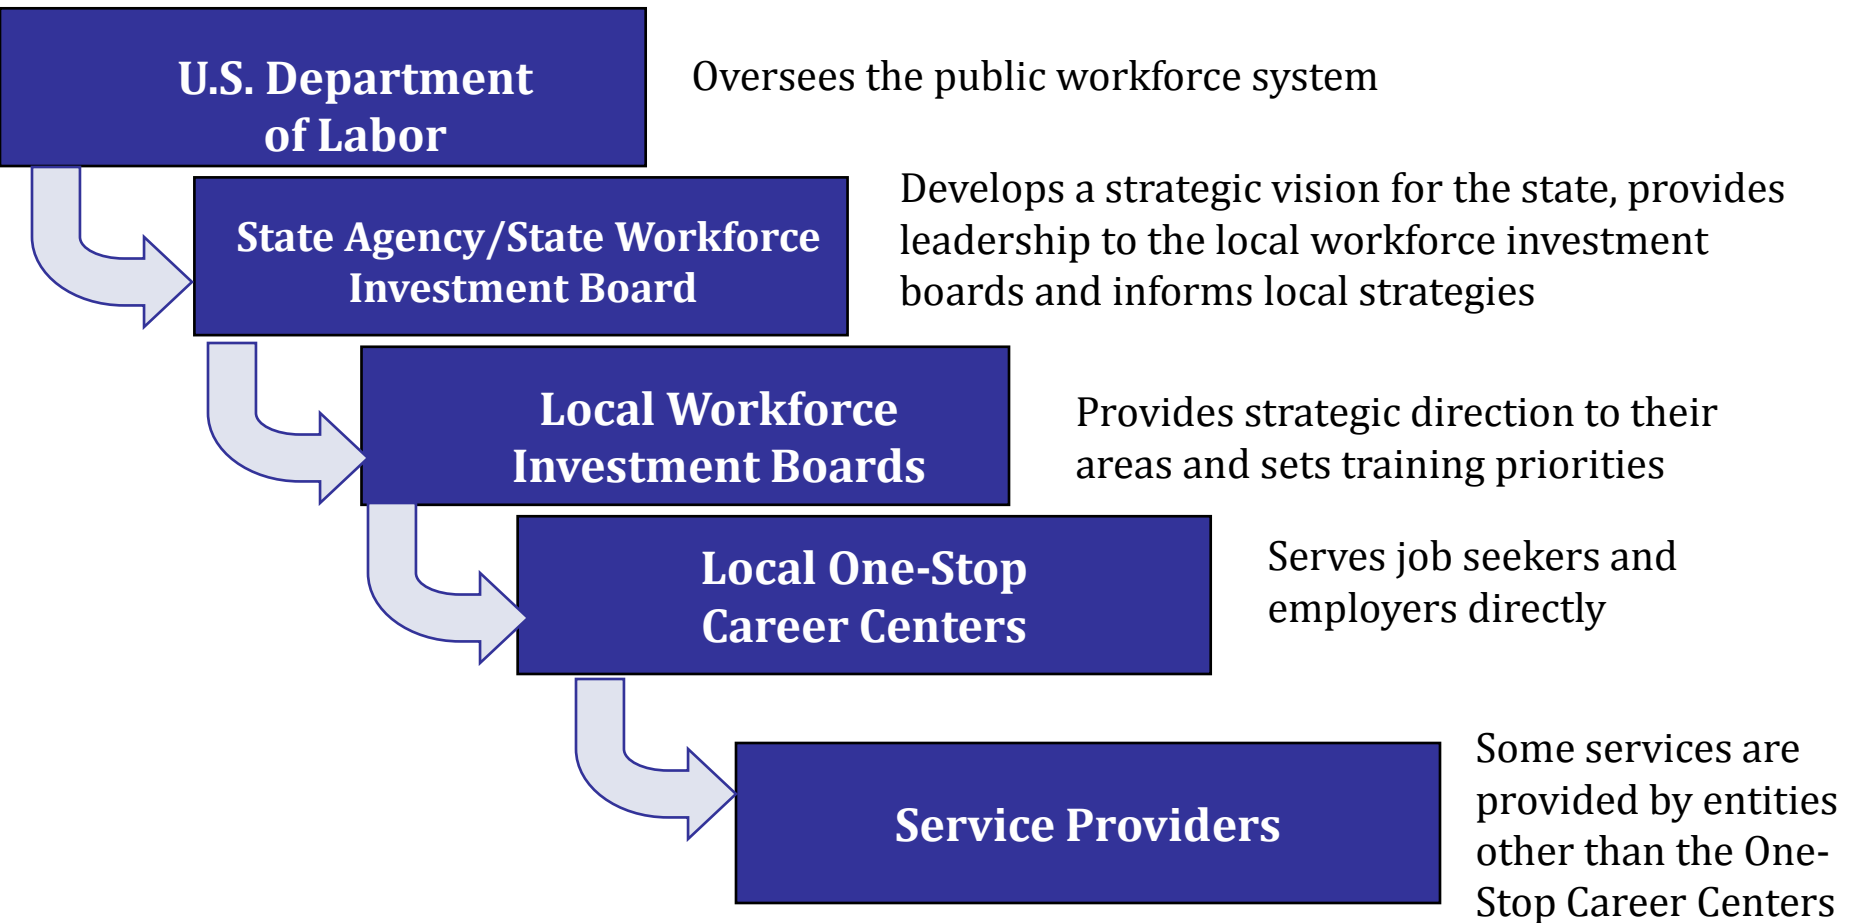 U.S. Department
of Labor
Oversees the public workforce system
State Agency/State Workforce
Investment Board
Develops a strategic vision for the state, provides
leadership to the local workforce investment
boards and informs local strategies
Local Workforce
Investment Boards
Provides strategic direction to their
areas and sets training priorities
Local One-Stop
Career Centers
Serves job seekers and
employers directly
Service Providers
Some services are
provided by entities
other than the One-
Stop Career Centers